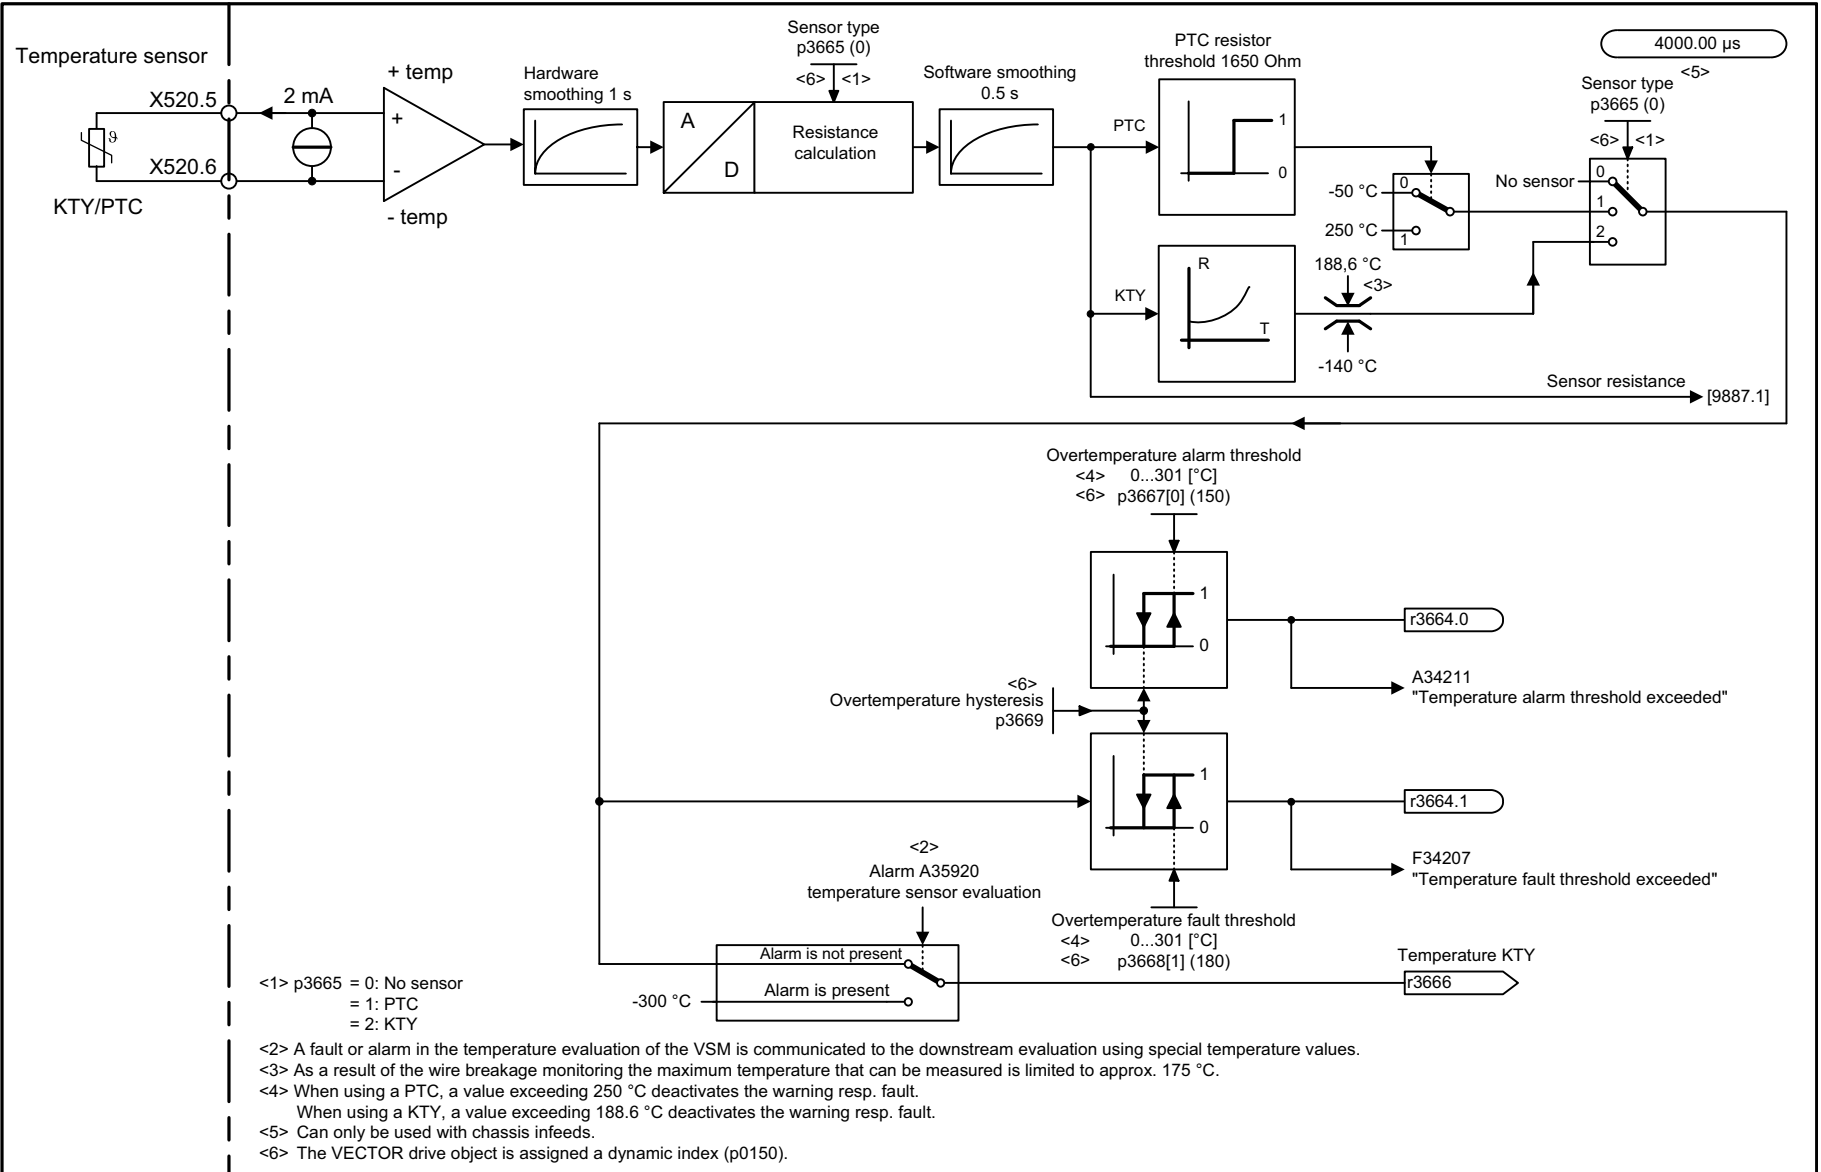 Temperature sensor
X520.5
2 mA
X520.6
ϑ
KTY/PTC
+ temp
+
-
- temp
Hardware
smoothing 1 s
A
D
Sensor type
p3665 (0)
<6>
<1>
Resistance
calculation
Software smoothing
0.5 s
PTC
PTC resistor
threshold 1650 Ohm
1
0
KTY
R
T
-50 °C
0
250 °C
1
188,6 °C
<3>
-140 °C
4000.00 µs
<5>
Sensor type
p3665 (0)
<6>
<1>
No sensor
0
1
2
Sensor resistance
[9887.1]
Overtemperature alarm threshold
<4> 0...301 [°C]
<6> p3667[0] (150)
1
0
r3664.0
A34211
"Temperature alarm threshold exceeded"
<6>
Overtemperature hysteresis
p3669
1
0
r3664.1
F34207
"Temperature fault threshold exceeded"
Overtemperature fault threshold
<4> 0...301 [°C]
<6> p3668[1] (180)
<2>
Alarm A35920
temperature sensor evaluation
Alarm is not present
-300 °C
Alarm is present
Temperature KTY
r3666
<1> p3665 = 0: No sensor
= 1: PTC
= 2: KTY
<2> A fault or alarm in the temperature evaluation of the VSM is communicated to the downstream evaluation using special temperature values.
<3> As a result of the wire breakage monitoring the maximum temperature that can be measured is limited to approx. 175 °C.
<4> When using a PTC, a value exceeding 250 °C deactivates the warning resp. fault.
When using a KTY, a value exceeding 188.6 °C deactivates the warning resp. fault.
<5> Can only be used with chassis infeeds.
<6> The VECTOR drive object is assigned a dynamic index (p0150).